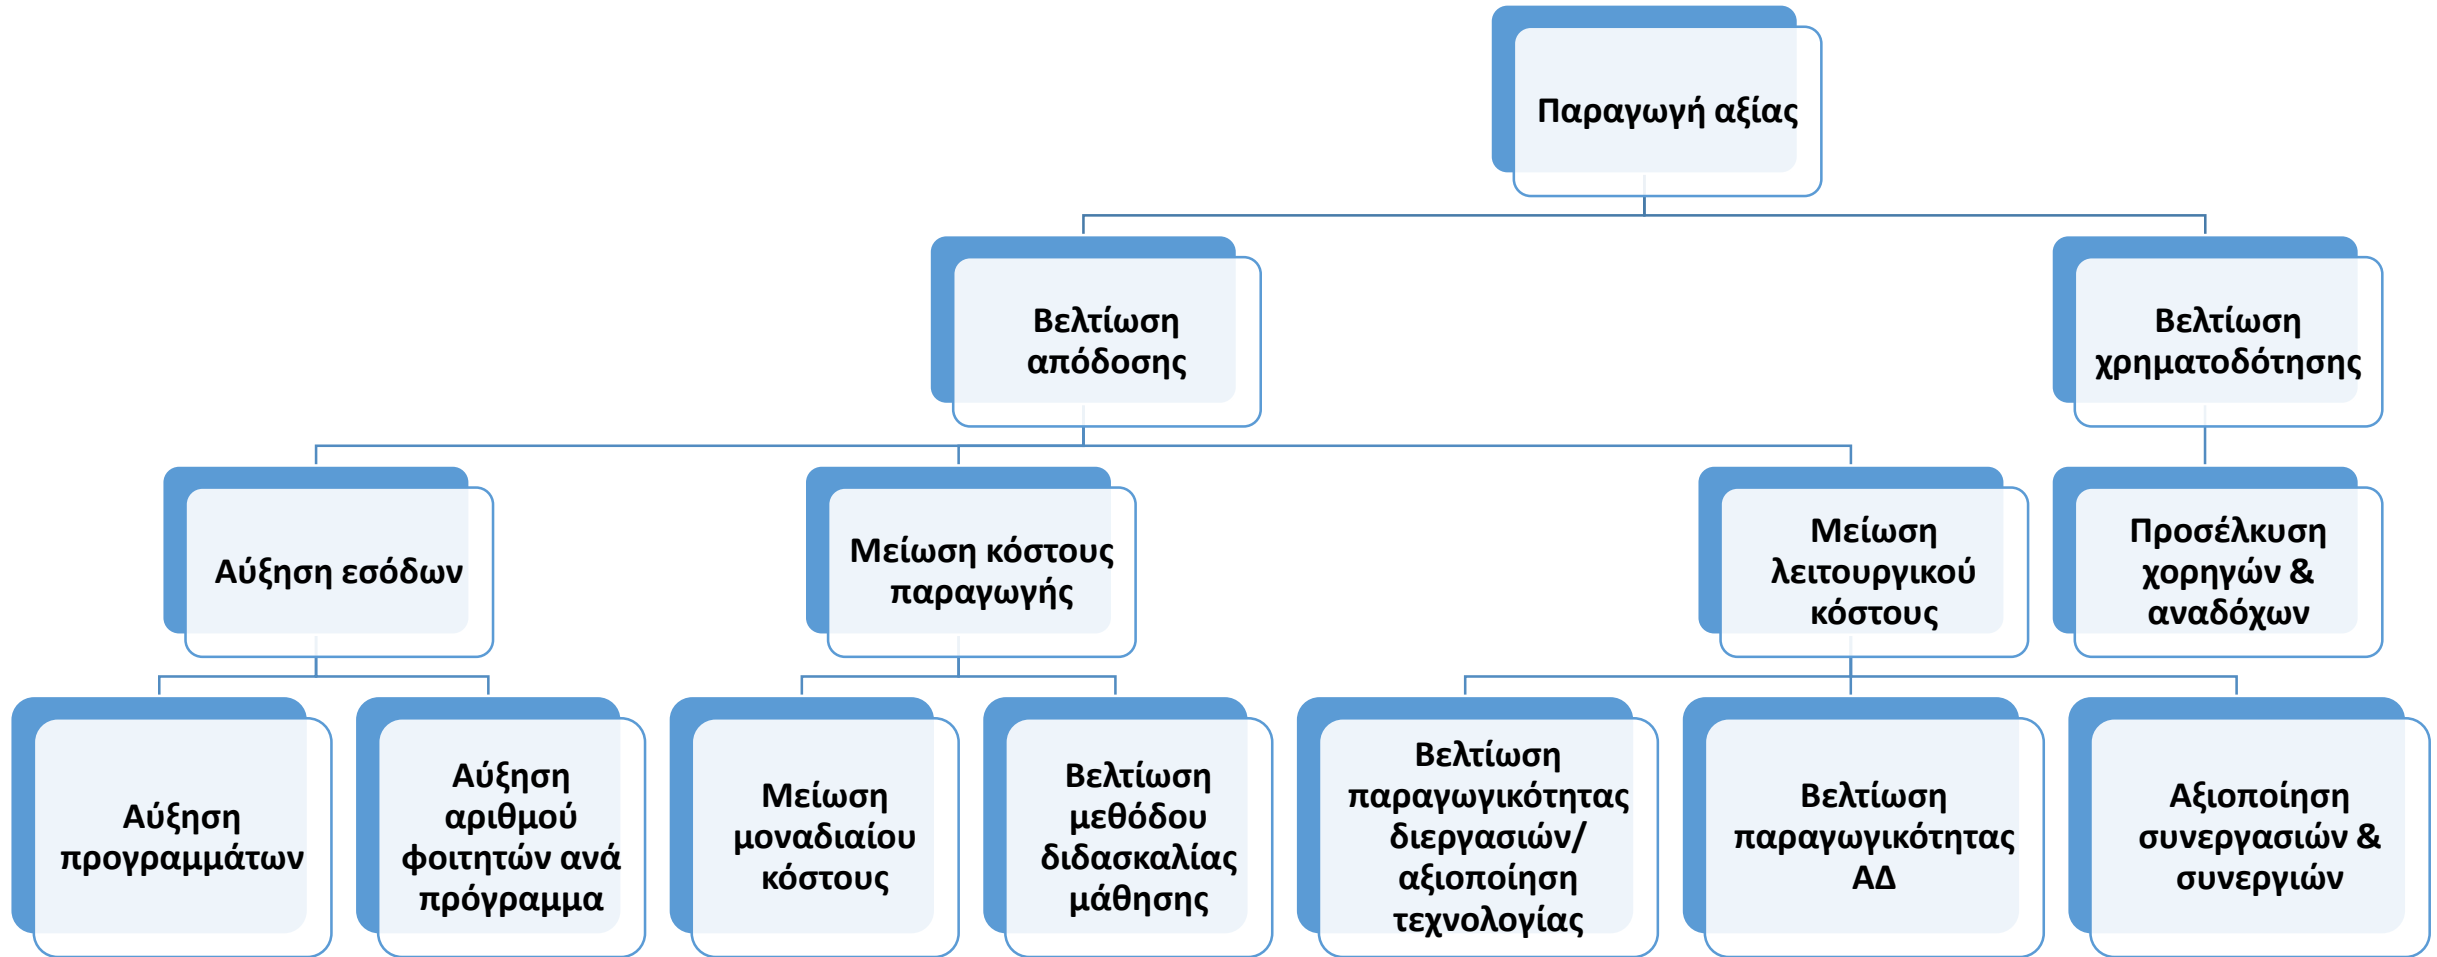 Παραγωγή αξίας
Βελτίωση
απόδοσης
Βελτίωση
χρηματοδότησης
Αύξηση εσόδων
Μείωση κόστους
παραγωγής
Μείωση
λειτουργικού
κόστους
Προσέλκυση
χορηγών &
αναδόχων
Αύξηση
προγραμμάτων
Αύξηση
αριθμού
φοιτητών ανά
πρόγραμμα
Μείωση
μοναδιαίου
κόστους
Βελτίωση
μεθόδου
διδασκαλίας
μάθησης
Βελτίωση
παραγωγικότητας
διεργασιών/
αξιοποίηση
τεχνολογίας
Βελτίωση
παραγωγικότητας
ΑΔ
Αξιοποίηση
συνεργασιών &
συνεργιών